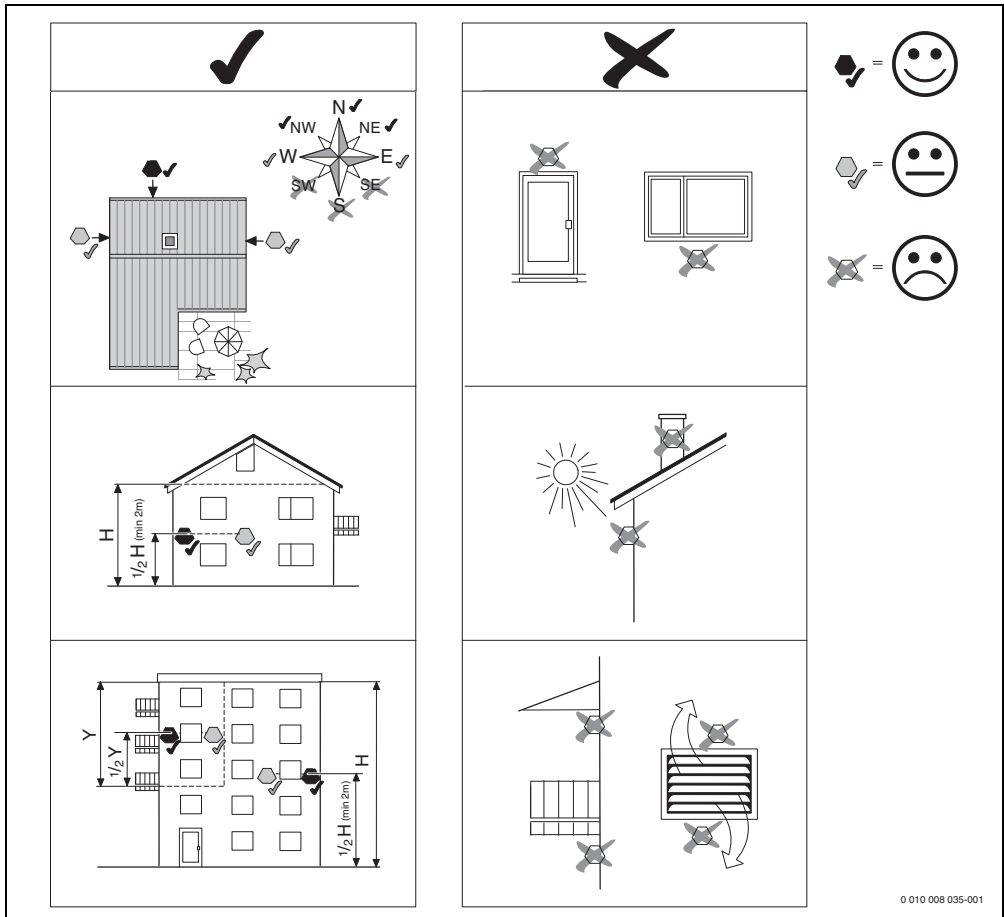 N
NW
NE
W
E
SW
SE
S
=
=
=
H
1/2 H (min 2m)
Y
1/2 Y
H
1/2 H (min 2m)
0 010 008 035-001